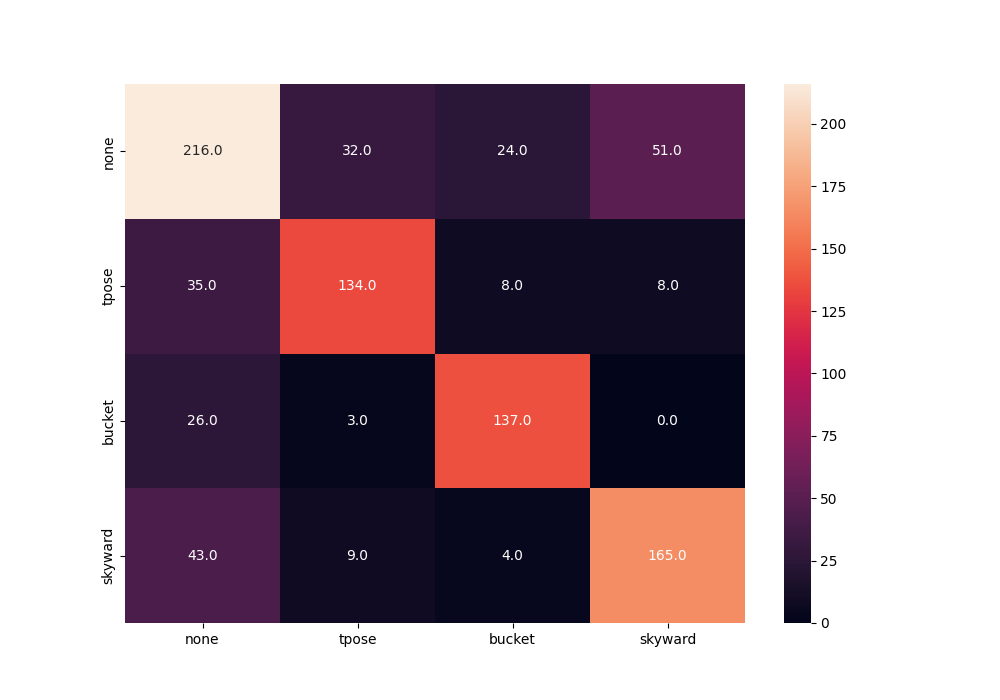 none 216.0 32.0 24.0 51.0
tpose 35.0 134.0 8.0 8.0
bucket 26.0 3.0 137.0 0.0
skyward 43.0 9.0 4.0 165.0
none tpose bucket skyward
200
175
150
125
100
75
50
25
0